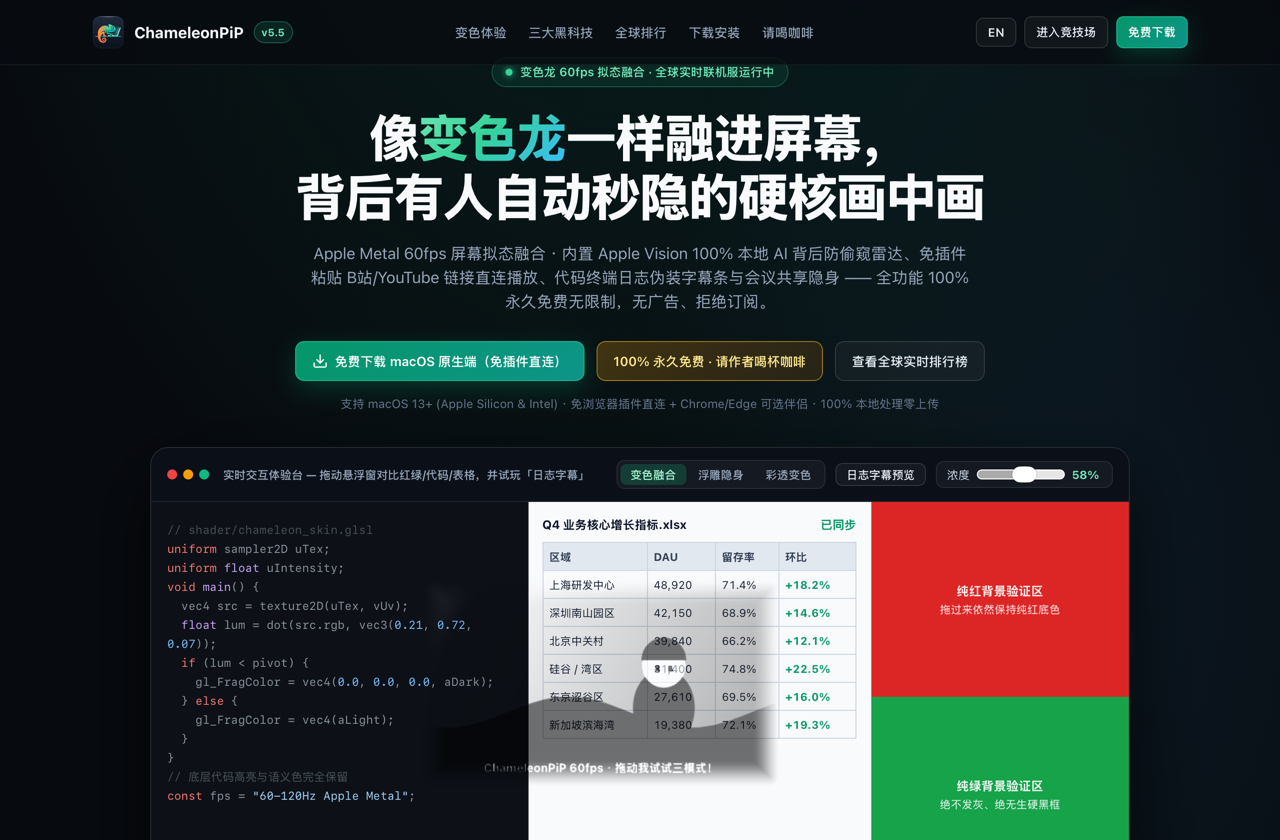 ChameleonPiP v5.5 变色体验 三大黑科技 全球排行 下载安装 请喝咖啡 EN 进入竞技场 免费下载
变色龙 60fps 拟态融合 · 全球实时联机服运行中
像变色龙一样融进屏幕，
背后有人自动秒隐的硬核画中画
Apple Metal 60fps 屏幕拟态融合 · 内置 Apple Vision 100% 本地 AI 背后防偷窥雷达、免插件
粘贴 B站/YouTube 链接直连播放、代码终端日志伪装字幕条与会议共享隐身 —— 全功能 100%
永久免费无限制，无广告、拒绝订阅。
免费下载 macOS 原生端（免插件直连） 100% 永久免费 · 请作者喝杯咖啡 查看全球实时排行榜
支持 macOS 13+ (Apple Silicon & Intel) · 免浏览器插件直连 + Chrome/Edge 可选伴侣 · 100% 本地处理零上传
实时交互体验台 — 拖动悬浮窗对比红绿/代码/表格，并试玩「日志字幕」 变色融合 浮雕隐身 彩透变色 日志字幕预览 浓度 58%
// shader/chameleon_skin.glsl
uniform sampler2D uTex;
uniform float uIntensity;
void main() {
vec4 src = texture2D(uTex, vUv);
float lum = dot(src.rgb, vec3(0.21, 0.72,
0.07));
if (lum < pivot) {
gl_FragColor = vec4(0.0, 0.0, 0.0, aDark);
} else {
gl_FragColor = vec4(aLight);
}
}
// 底层代码高亮与语义色完全保留
const fps = "60–120Hz Apple Metal";
Q4 业务核心增长指标.xlsx 已同步
区域 DAU 留存率 环比
上海研发中心 48,920 71.4% +18.2%
深圳南山园区 42,150 68.9% +14.6%
北京中关村 39,840 66.2% +12.1%
硅谷 / 湾区 74.8% +22.5%
东京涩谷区 27,610 69.5% +16.0%
新加坡滨海湾 19,380 72.1% +19.3%
ChameleonPiP 60fps · 拖动我试试三模式！
纯红背景验证区
拖过来依然保持纯红底色
纯绿背景验证区
绝不发灰、绝无生硬黑框